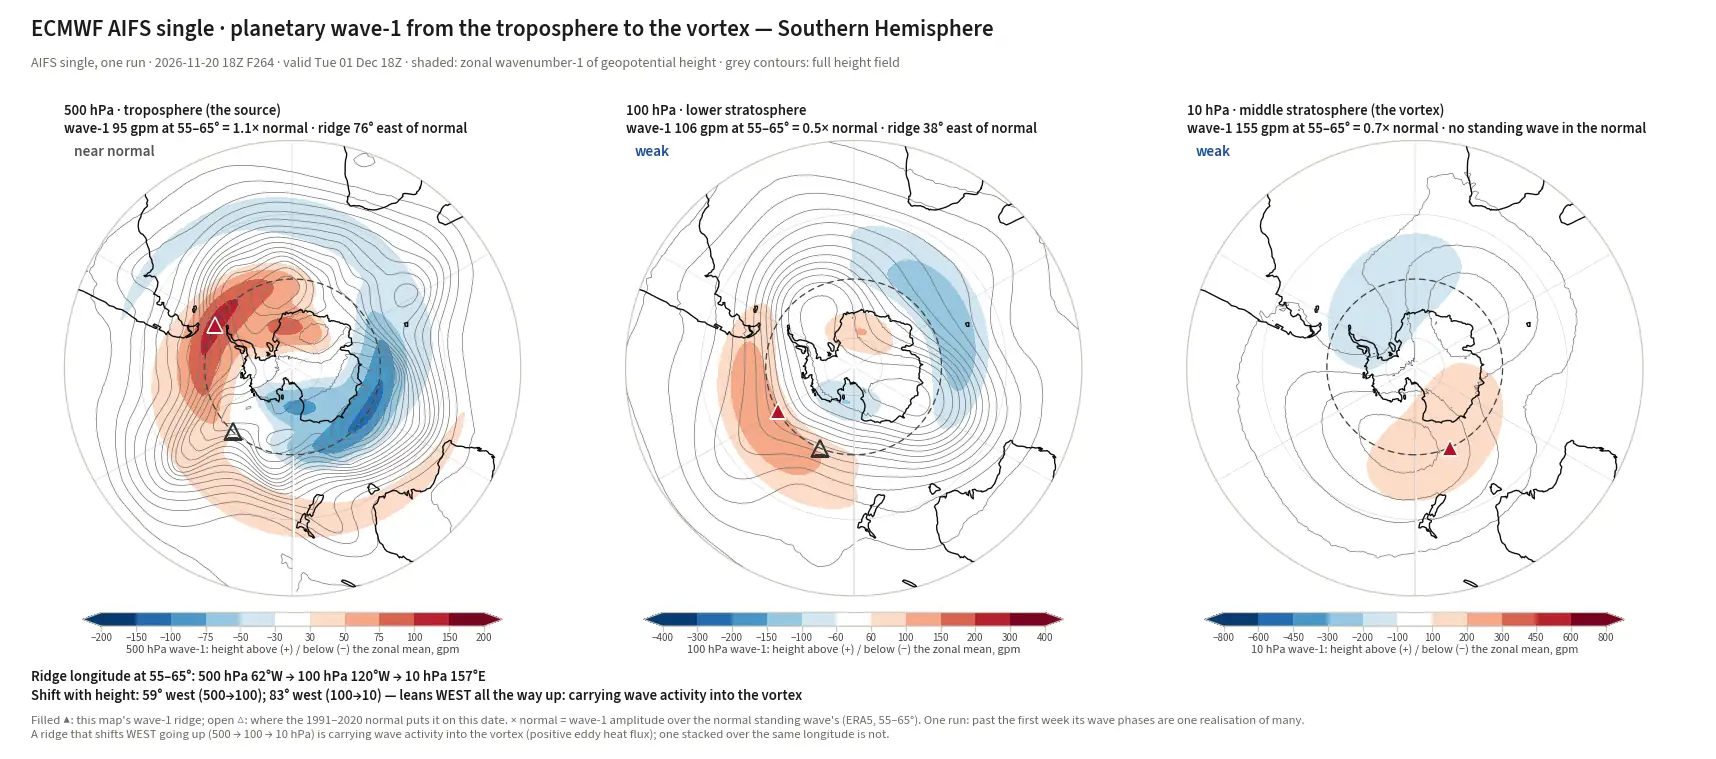 ECMWF AIFS single · planetary wave-1 from the troposphere to the vortex — Southern Hemisphere
AIFS single, one run · 2026-11-20 18Z F264 · valid Tue 01 Dec 18Z · shaded: zonal wavenumber-1 of geopotential height · grey contours: full height field
500 hPa · troposphere (the source)
wave-1 95 gpm at 55–65° = 1.1× normal · ridge 76° east of normal
near normal
100 hPa · lower stratosphere
wave-1 106 gpm at 55–65° = 0.5× normal · ridge 38° east of normal
weak
10 hPa · middle stratosphere (the vortex)
wave-1 155 gpm at 55–65° = 0.7× normal · no standing wave in the normal
weak
−200 −150 −100 −75 −50 −30 30 50 75 100 150 200
500 hPa wave-1: height above (+) / below (−) the zonal mean, gpm
−400 −300 −200 −150 −100 −60 60 100 150 200 300 400
100 hPa wave-1: height above (+) / below (−) the zonal mean, gpm
−800 −600 −450 −300 −200 −100 100 200 300 450 600 800
10 hPa wave-1: height above (+) / below (−) the zonal mean, gpm
Ridge longitude at 55–65°: 500 hPa 62°W → 100 hPa 120°W → 10 hPa 157°E
Shift with height: 59° west (500→100); 83° west (100→10) — leans WEST all the way up: carrying wave activity into the vortex
Filled ▲: this map's wave-1 ridge; open △: where the 1991–2020 normal puts it on this date. × normal = wave-1 amplitude over the normal standing wave's (ERA5, 55–65°). One run: past the first week its wave phases are one realisation of many.
A ridge that shifts WEST going up (500 → 100 → 10 hPa) is carrying wave activity into the vortex (positive eddy heat flux); one stacked over the same longitude is not.